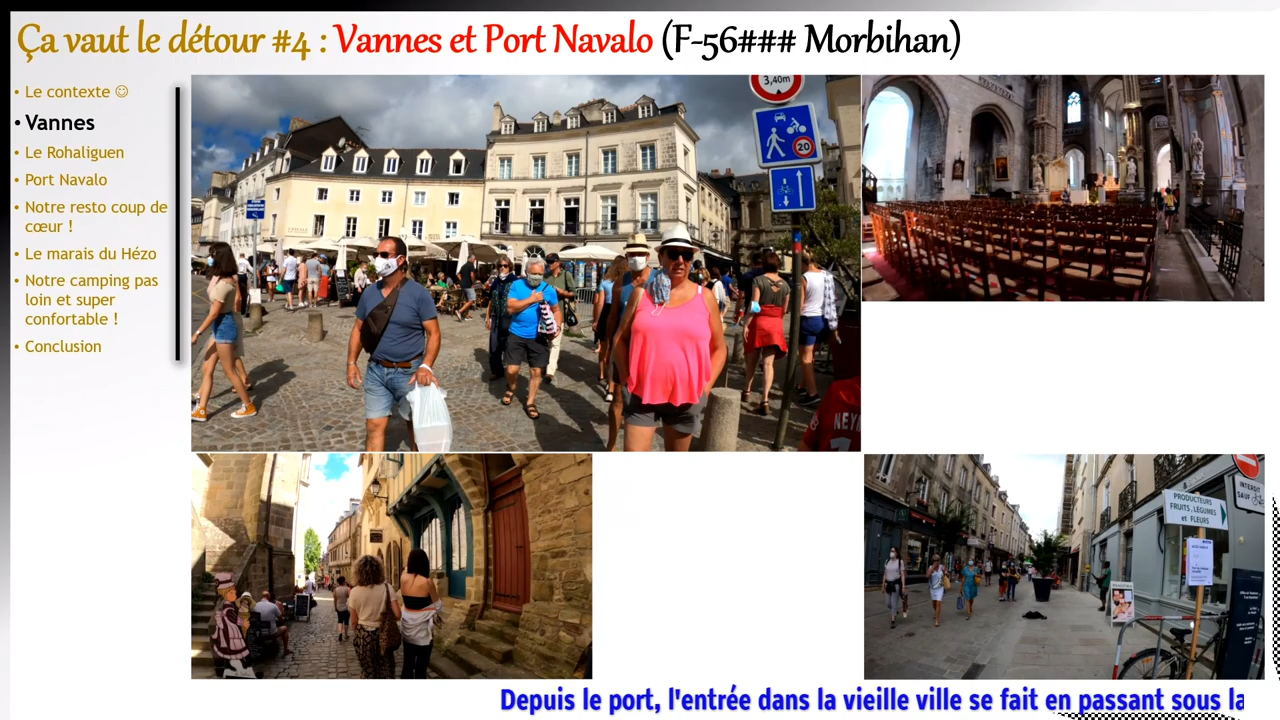 Ça vaut le détour #4 : Vannes et Port Navalo (F-56### Morbihan)
• Le contexte ☺
• Vannes
• Le Rohaliguen
• Port Navalo
• Notre resto coup de
cœur !
• Le marais du Hézo
• Notre camping pas
loin et super
confortable !
• Conclusion
3,40m
20
NEY
PRODUCTEURS
FRUITS, LÉGUMES
et FLEURS
INTERDIT
SAUF
Depuis le port, l'entrée dans la vieille ville se fait en passant sous la